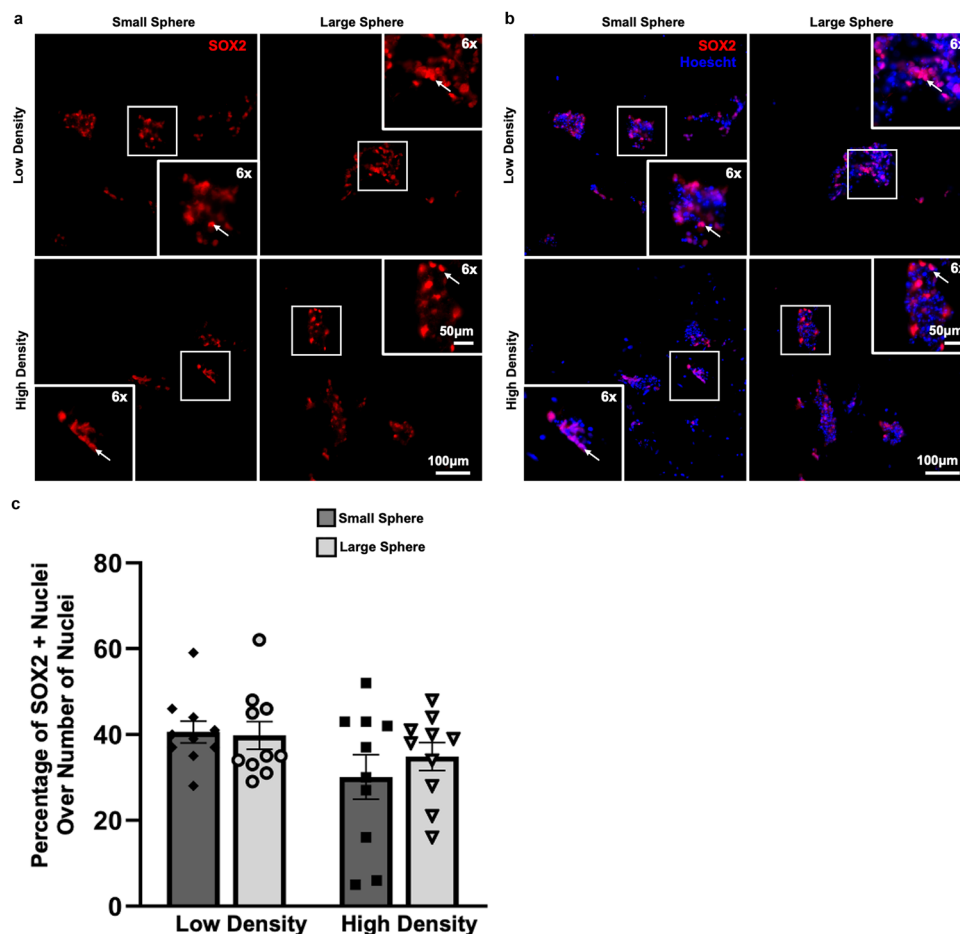 a
Small Sphere
Large Sphere
Low Density
SOX2
6x
6x
High Density
6x
6x
50μm
100μm
b
Small Sphere
Large Sphere
Low Density
SOX2
Hoescht
6x
6x
High Density
6x
6x
50μm
100μm
c
Small Sphere
Large Sphere
Percentage of SOX2 + Nuclei
Over Number of Nuclei
80
60
40
20
0
Low Density
High Density